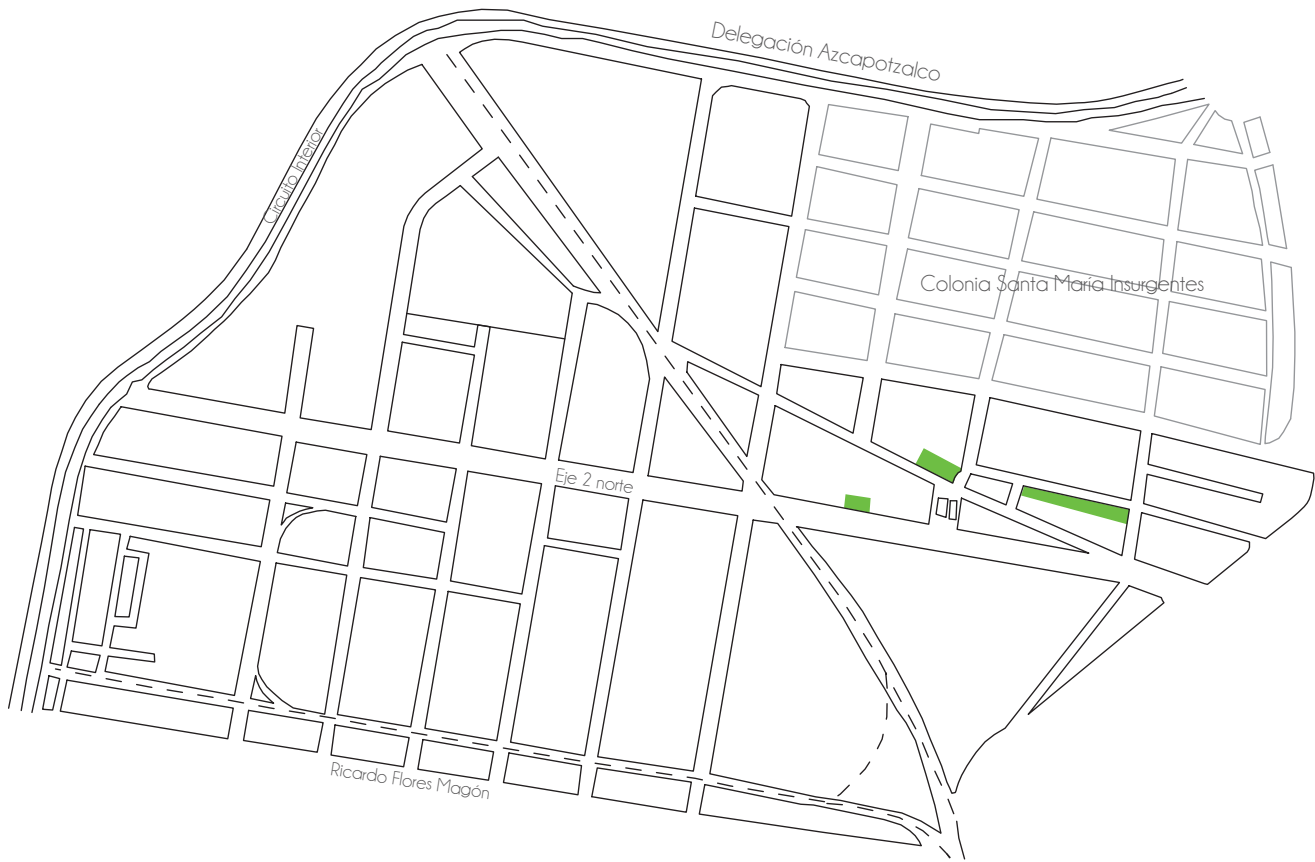 Delegación Azcapotzalco
Circuito Interior
Colonia Santa María Insurgentes
Eje 2 norte
Ricardo Flores Magón